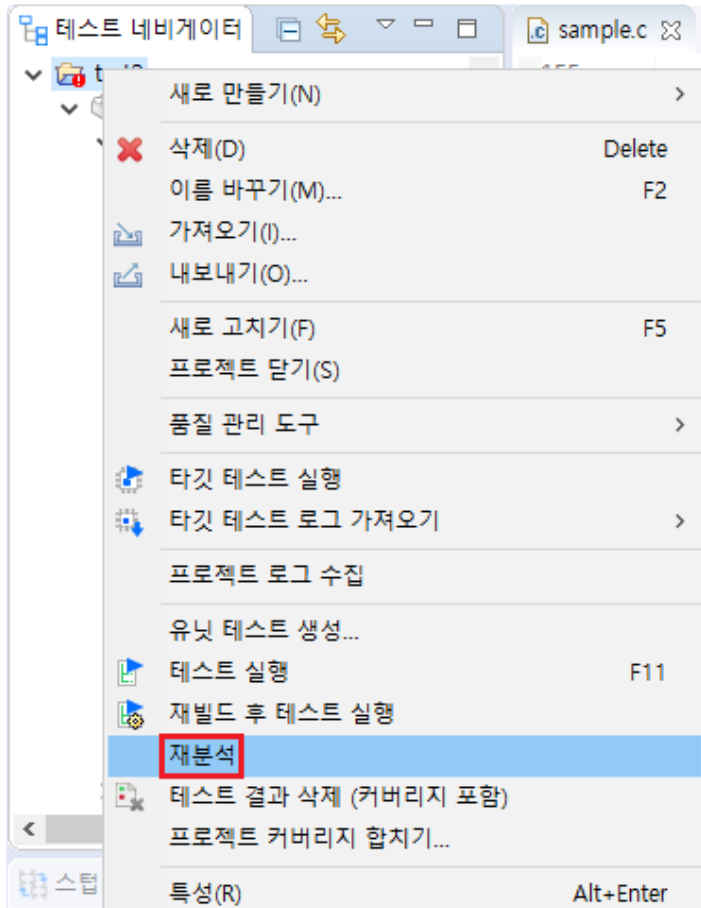 테스트 네비게이터
sample.c
새로 만들기(N)
삭제(D) Delete
이름 바꾸기(M)... F2
가져오기(I)...
내보내기(O)...
새로 고치기(F) F5
프로젝트 닫기(S)
품질 관리 도구
타깃 테스트 실행
타깃 테스트 로그 가져오기
프로젝트 로그 수집
유닛 테스트 생성...
테스트 실행 F11
재빌드 후 테스트 실행
재분석
테스트 결과 삭제 (커버리지 포함)
프로젝트 커버리지 합치기...
스텁
특성(R) Alt+Enter